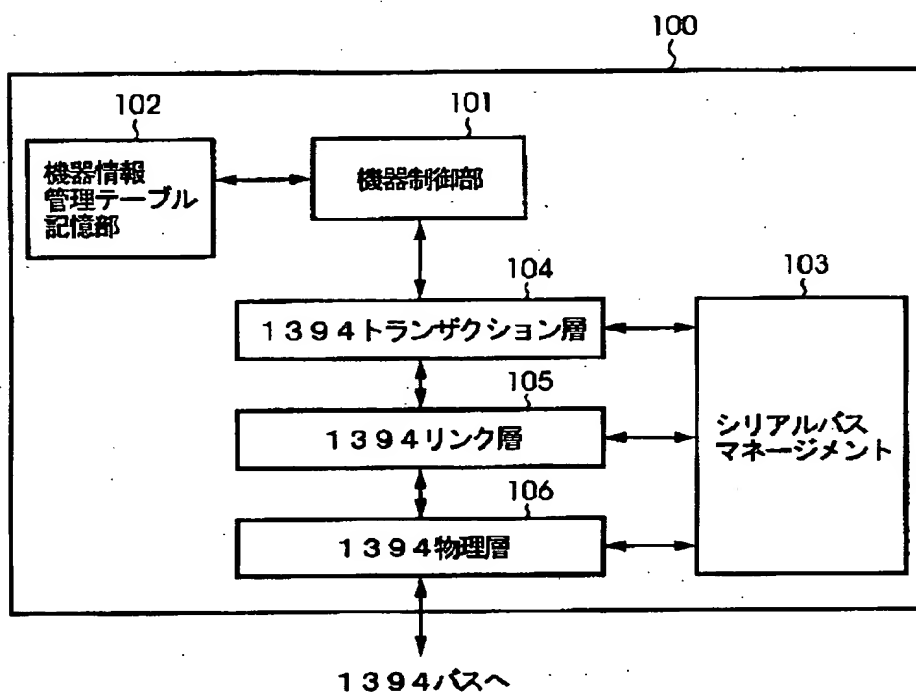 100
102
101
機器情報
管理テーブル
記憶部
機器制御部
104
103
1394トランザクション層
105
1394リンク層
シリアルバス
マネージメント
106
1394物理層
1394バスへ